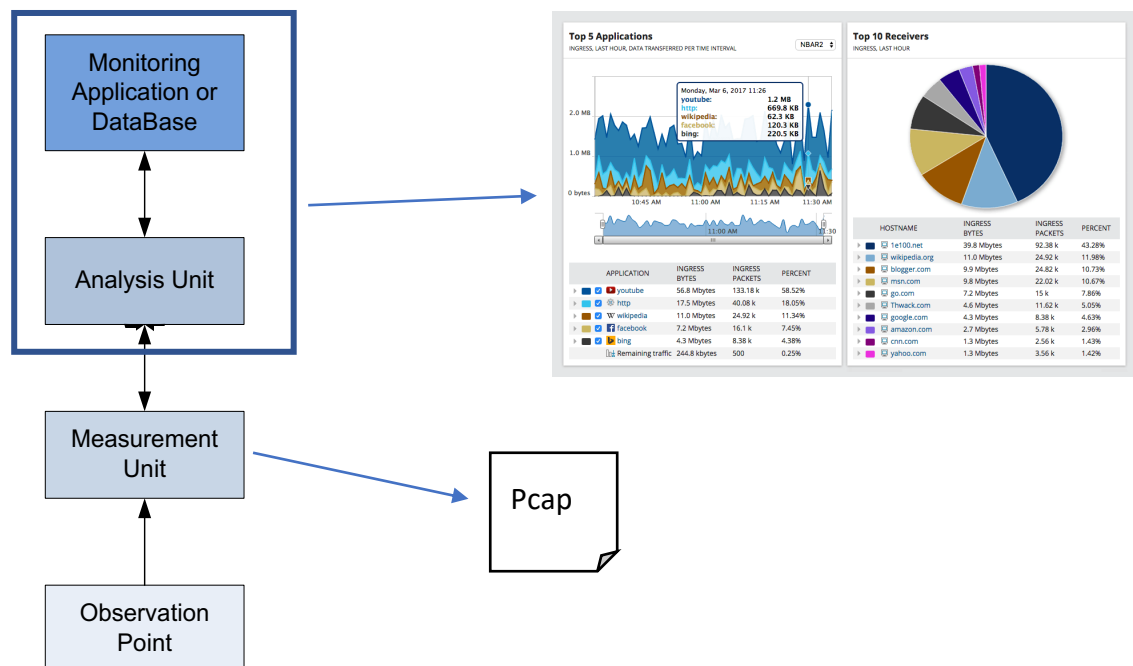 Monitoring
Application or
DataBase
Analysis Unit
Measurement
Unit
Observation
Point
Pcap
Top 5 Applications
INGRESS, LAST HOUR, DATA TRANSFERRED PER TIME INTERVAL
NBAR2
Monday, Mar 6, 2017 11:26
youtube: 1.2 MB
http: 669.8 KB
wikipedia: 62.3 KB
facebook: 120.3 KB
bing: 220.5 KB
2.0 MB
1.0 MB
0 bytes
10:45 AM 11:00 AM 11:15 AM 11:30 AM
11:00 AM 11:30
APPLICATION INGRESS BYTES INGRESS PACKETS PERCENT
youtube 56.8 Mbytes 133.18 k 58.52%
http 17.5 Mbytes 40.08 k 18.05%
W wikipedia 11.0 Mbytes 24.92 k 11.34%
facebook 7.2 Mbytes 16.1 k 7.45%
bing 4.3 Mbytes 8.38 k 4.38%
Remaining traffic 244.8 kbytes 500 0.25%
Top 10 Receivers
INGRESS, LAST HOUR
HOSTNAME INGRESS BYTES INGRESS PACKETS PERCENT
1e100.net 39.8 Mbytes 92.38 k 43.28%
wikipedia.org 11.0 Mbytes 24.92 k 11.98%
blogger.com 9.9 Mbytes 24.82 k 10.73%
msn.com 9.8 Mbytes 22.02 k 10.67%
go.com 7.2 Mbytes 15 k 7.86%
Thwack.com 4.6 Mbytes 11.62 k 5.05%
google.com 4.3 Mbytes 8.38 k 4.63%
amazon.com 2.7 Mbytes 5.78 k 2.96%
cnn.com 1.3 Mbytes 2.56 k 1.43%
yahoo.com 1.3 Mbytes 3.56 k 1.42%